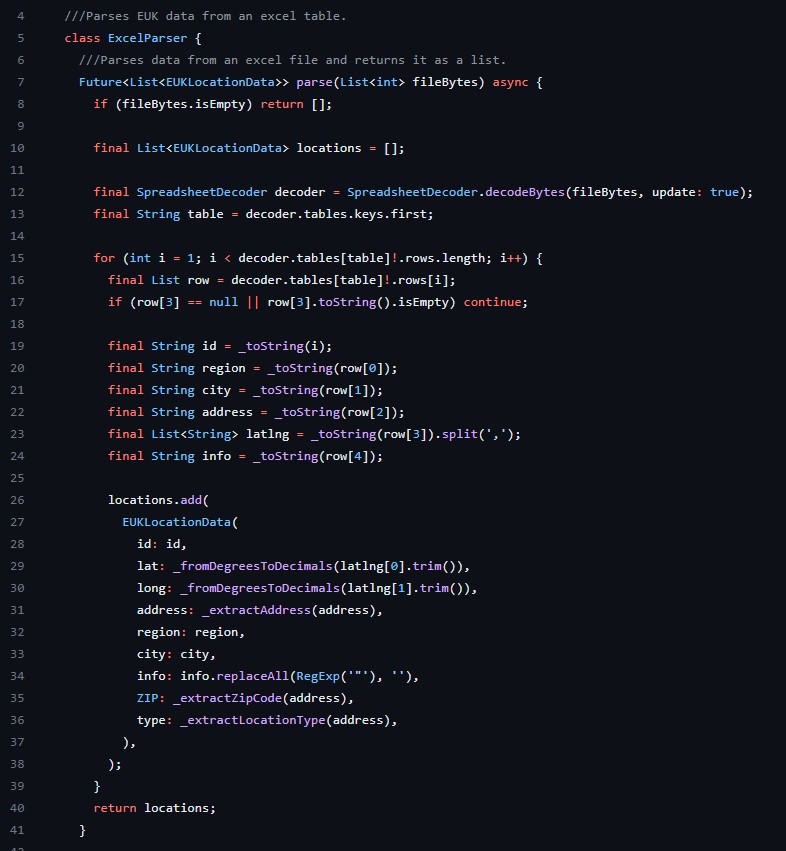 4 ///Parses EUK data from an excel table.
5 class ExcelParser {
6 ///Parses data from an excel file and returns it as a list.
7 Future<List<EUKLocationData>> parse(List<int> fileBytes) async {
8 if (fileBytes.isEmpty) return [];
9
10 final List<EUKLocationData> locations = [];
11
12 final SpreadsheetDecoder decoder = SpreadsheetDecoder.decodeBytes(fileBytes, update: true);
13 final String table = decoder.tables.keys.first;
14
15 for (int i = 1; i < decoder.tables[table]!.rows.length; i++) {
16 final List row = decoder.tables[table]!.rows[i];
17 if (row[3] == null || row[3].toString().isEmpty) continue;
18
19 final String id = _toString(i);
20 final String region = _toString(row[0]);
21 final String city = _toString(row[1]);
22 final String address = _toString(row[2]);
23 final List<String> latlng = _toString(row[3]).split(',');
24 final String info = _toString(row[4]);
25
26 locations.add(
27 EUKLocationData(
28 id: id,
29 lat: _fromDegreesToDecimals(latlng[0].trim()),
30 long: _fromDegreesToDecimals(latlng[1].trim()),
31 address: _extractAddress(address),
32 region: region,
33 city: city,
34 info: info.replaceAll(RegExp('"'), ''),
35 ZIP: _extractZipCode(address),
36 type: _extractLocationType(address),
37 ),
38 );
39 }
40 return locations;
41 }